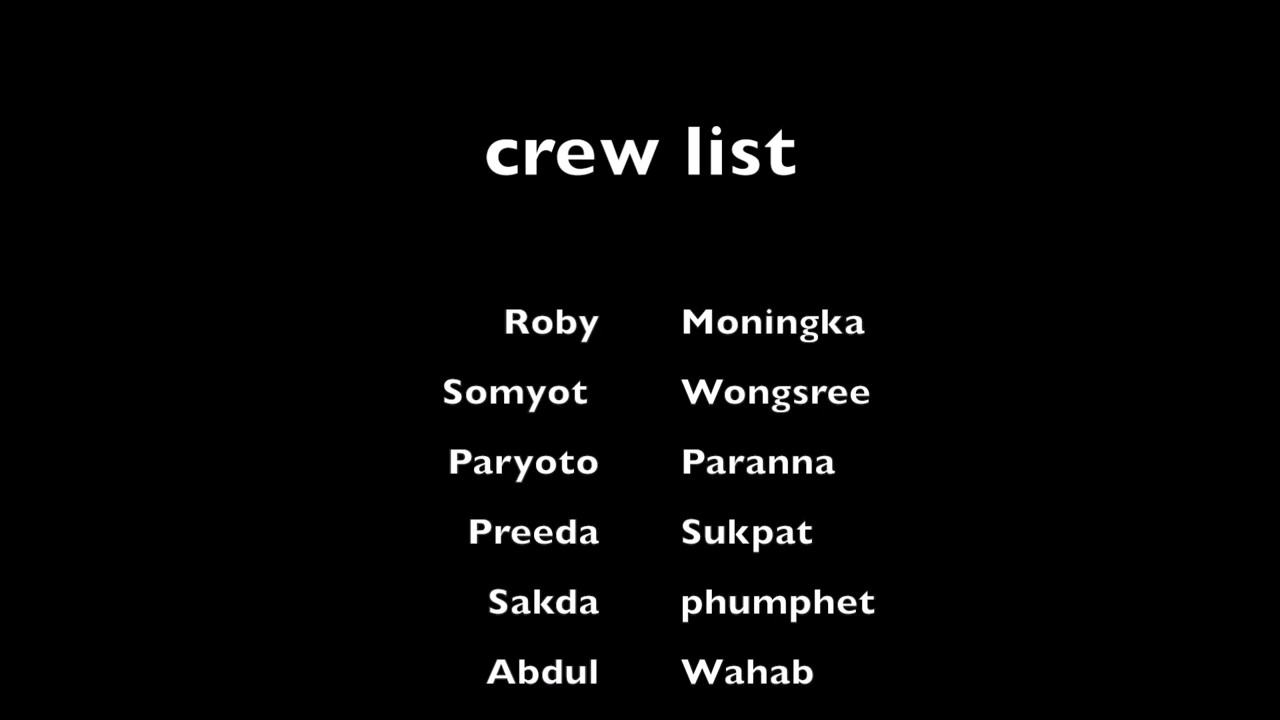 crew list
Roby Moningka
Somyot Wongsree
Paryoto Paranna
Preeda Sukpat
Sakda phumphet
Abdul Wahab